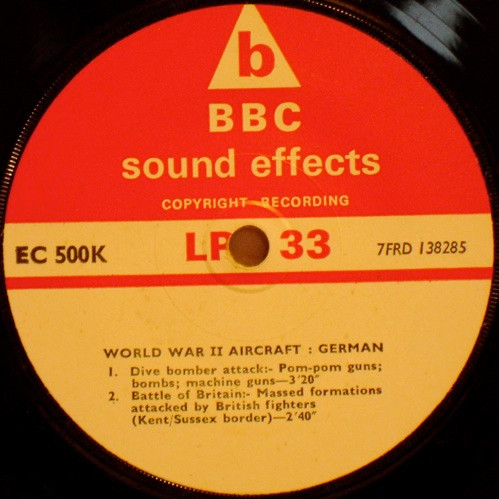 b
BBC
sound effects
COPYRIGHT RECORDING
EC 500K LP 33 7FRD 138285
WORLD WAR II AIRCRAFT : GERMAN
1. Dive bomber attack:- Pom-pom guns;
bombs; machine guns—3′20″
2. Battle of Britain:- Massed formations
attacked by British fighters
(Kent/Sussex border)—2′40″